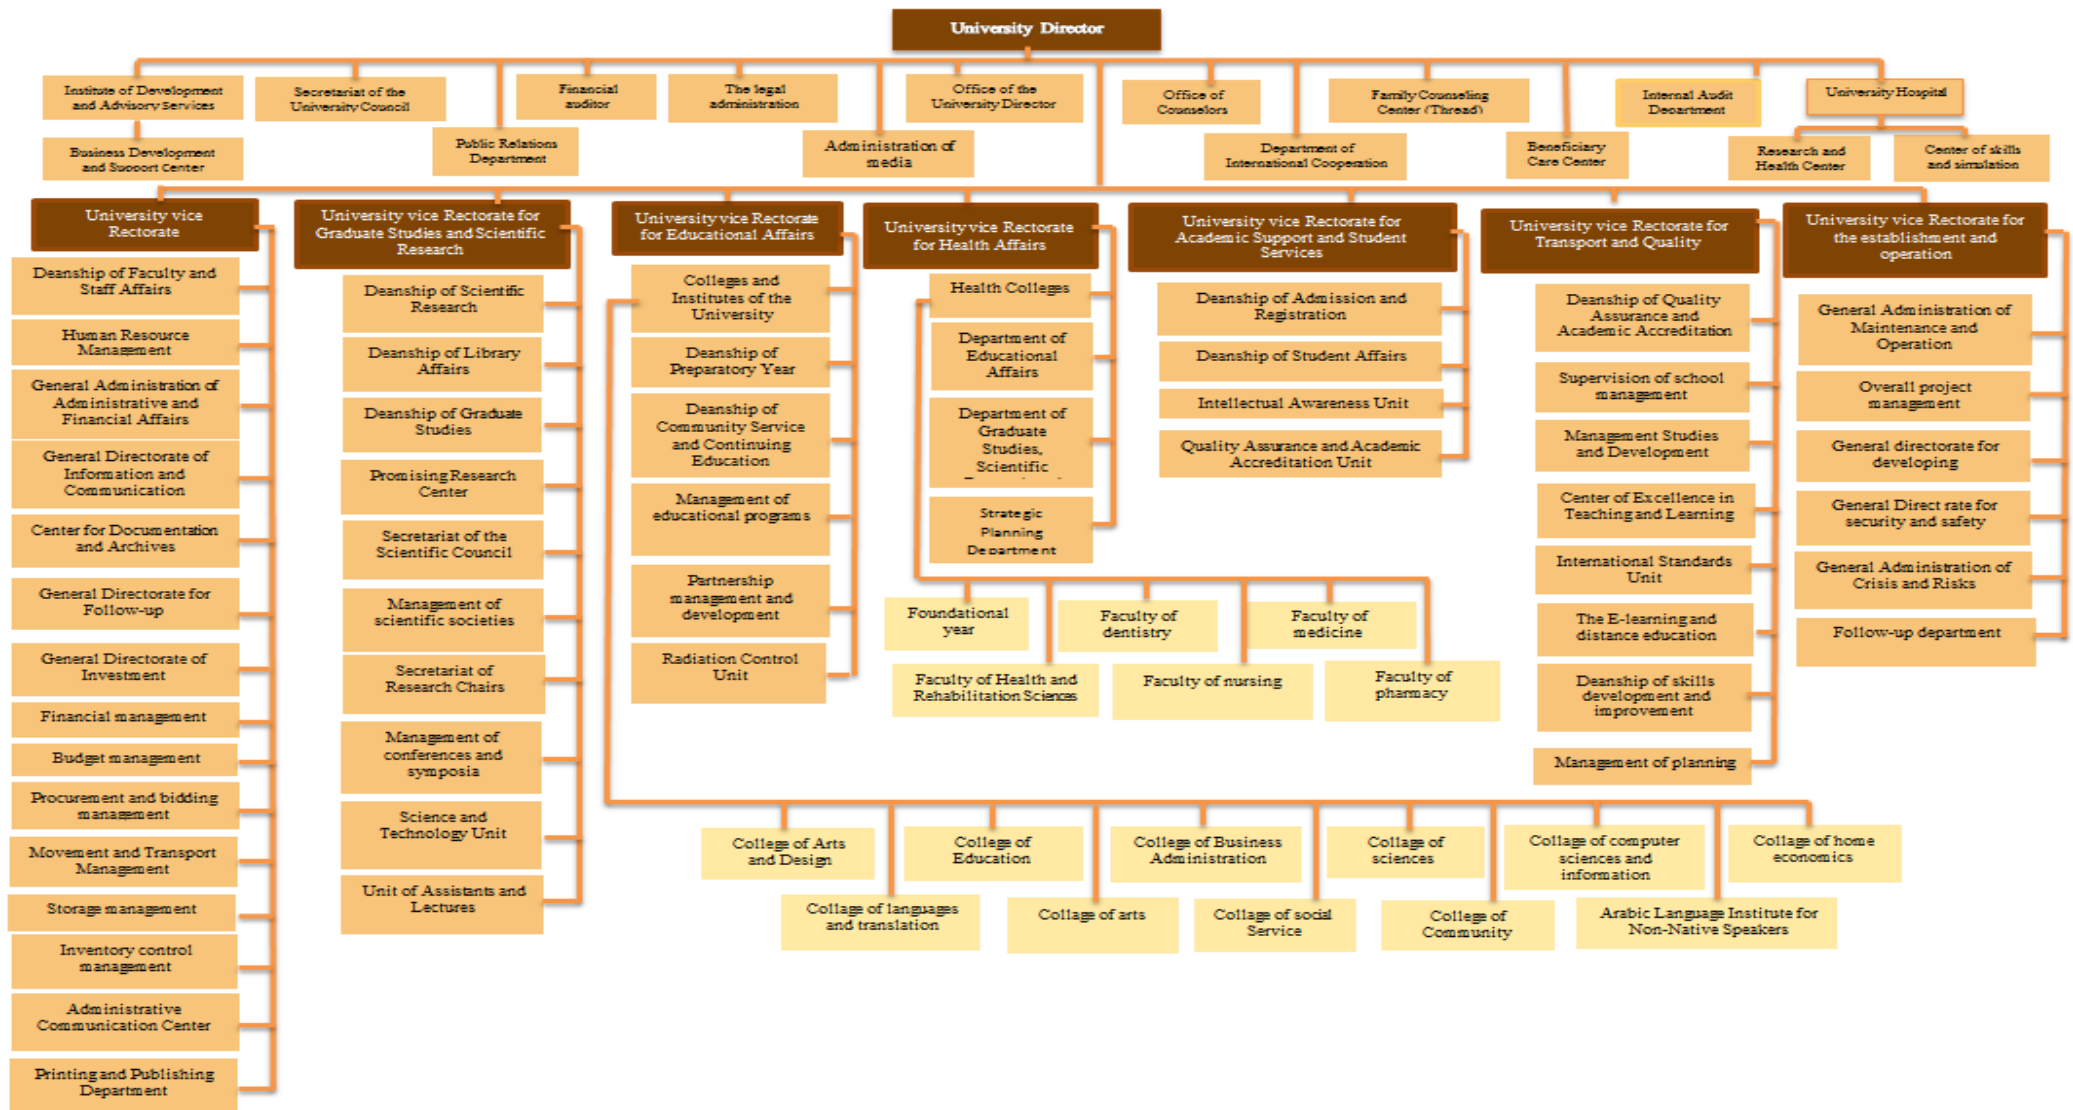 University Director
Institute of Development
and Advisory Services
Secretariat of the
University Council
Financial
auditor
The legal
administration
Office of the
University Director
Office of
Counselors
Family Counseling
Center (Thread)
Internal Audit
Department
University Hospital
Business Development
and Support Center
Public Relations
Department
Administration of
media
Department of
International Cooperation
Beneficiary
Care Center
Research and
Health Center
Center of skills
and simulation
University vice
Rectorate
Deanship of Faculty and
Staff Affairs
Human Resource
Management
General Administration of
Administrative and
Financial Affairs
General Directorate of
Information and
Communication
Center for Documentation
and Archives
General Directorate for
Follow-up
General Directorate of
Investment
Financial management
Budget management
Procurement and bidding
management
Movement and Transport
Management
Storage management
Inventory control
management
Administrative
Communication Center
Printing and Publishing
Department
University vice Rectorate for
Graduate Studies and Scientific
Research
Deanship of Scientific
Research
Deanship of Library
Affairs
Deanship of Graduate
Studies
Promising Research
Center
Secretariat of the
Scientific Council
Management of
scientific societies
Secretariat of
Research Chairs
Management of
conferences and
symposia
Science and
Technology Unit
Unit of Assistants and
Lectures
University vice Rectorate
for Educational Affairs
Colleges and
Institutes of the
University
Deanship of
Preparatory Year
Deanship of
Community Service
and Continuing
Education
Management of
educational programs
Partnership
management and
development
Radiation Control
Unit
University vice Rectorate
for Health Affairs
Health Colleges
Department of
Educational
Affairs
Department of
Graduate
Studies,
Scientific
Strategic
Planning
Department
Foundational
year
Faculty of
dentistry
Faculty of
medicine
Faculty of Health and
Rehabilitation Sciences
Faculty of nursing
Faculty of
pharmacy
University vice Rectorate for
Academic Support and Student
Services
Deanship of Admission and
Registration
Deanship of Student Affairs
Intellectual Awareness Unit
Quality Assurance and Academic
Accreditation Unit
University vice Rectorate for
Transport and Quality
Deanship of Quality
Assurance and
Academic Accreditation
Supervision of school
management
Management Studies
and Development
Center of Excellence in
Teaching and Learning
International Standards
Unit
The E-learning and
distance education
Deanship of skills
development and
improvement
Management of planning
University vice Rectorate for
the establishment and
operation
General Administration of
Maintenance and
Operation
Overall project
management
General directorate for
developing
General Direct rate for
security and safety
General Administration of
Crisis and Risks
Follow-up department
College of Arts
and Design
College of
Education
College of Business
Administration
Collage of
sciences
Collage of computer
sciences and
information
Collage of home
economics
Collage of languages
and translation
Collage of arts
Collage of social
Service
College of
Community
Arabic Language Institute for
Non-Native Speakers